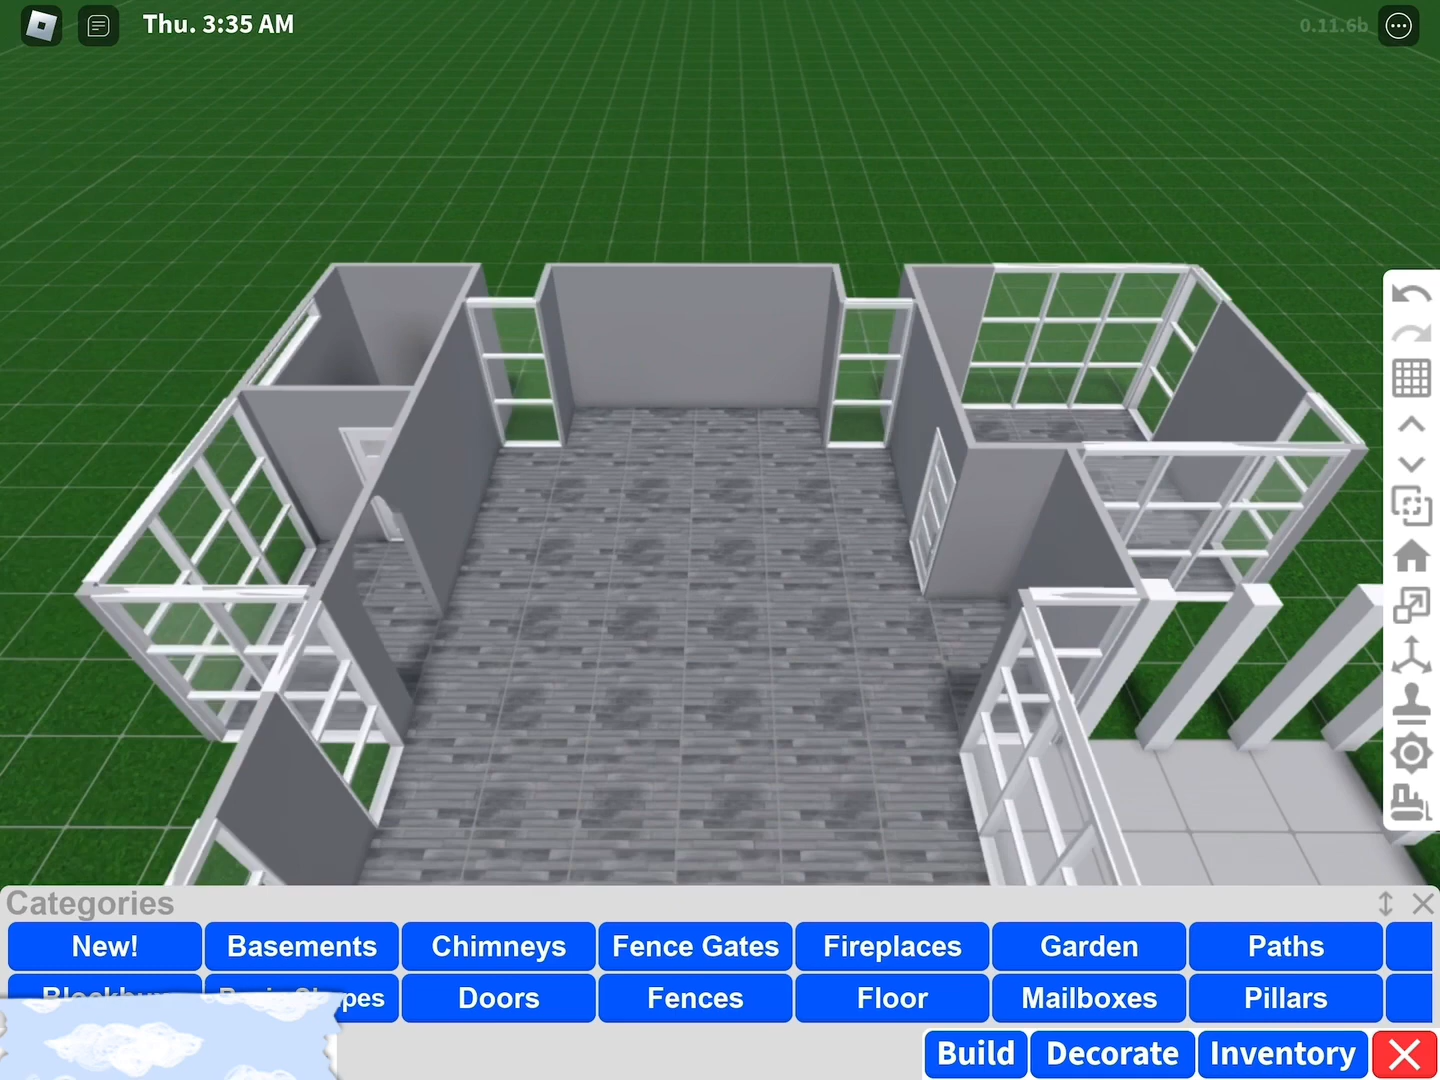 Thu. 3:35 AM
0.11.6b
Categories
New! Basements Chimneys Fence Gates Fireplaces Garden Paths
Doors Fences Floor Mailboxes Pillars
Build Decorate Inventory